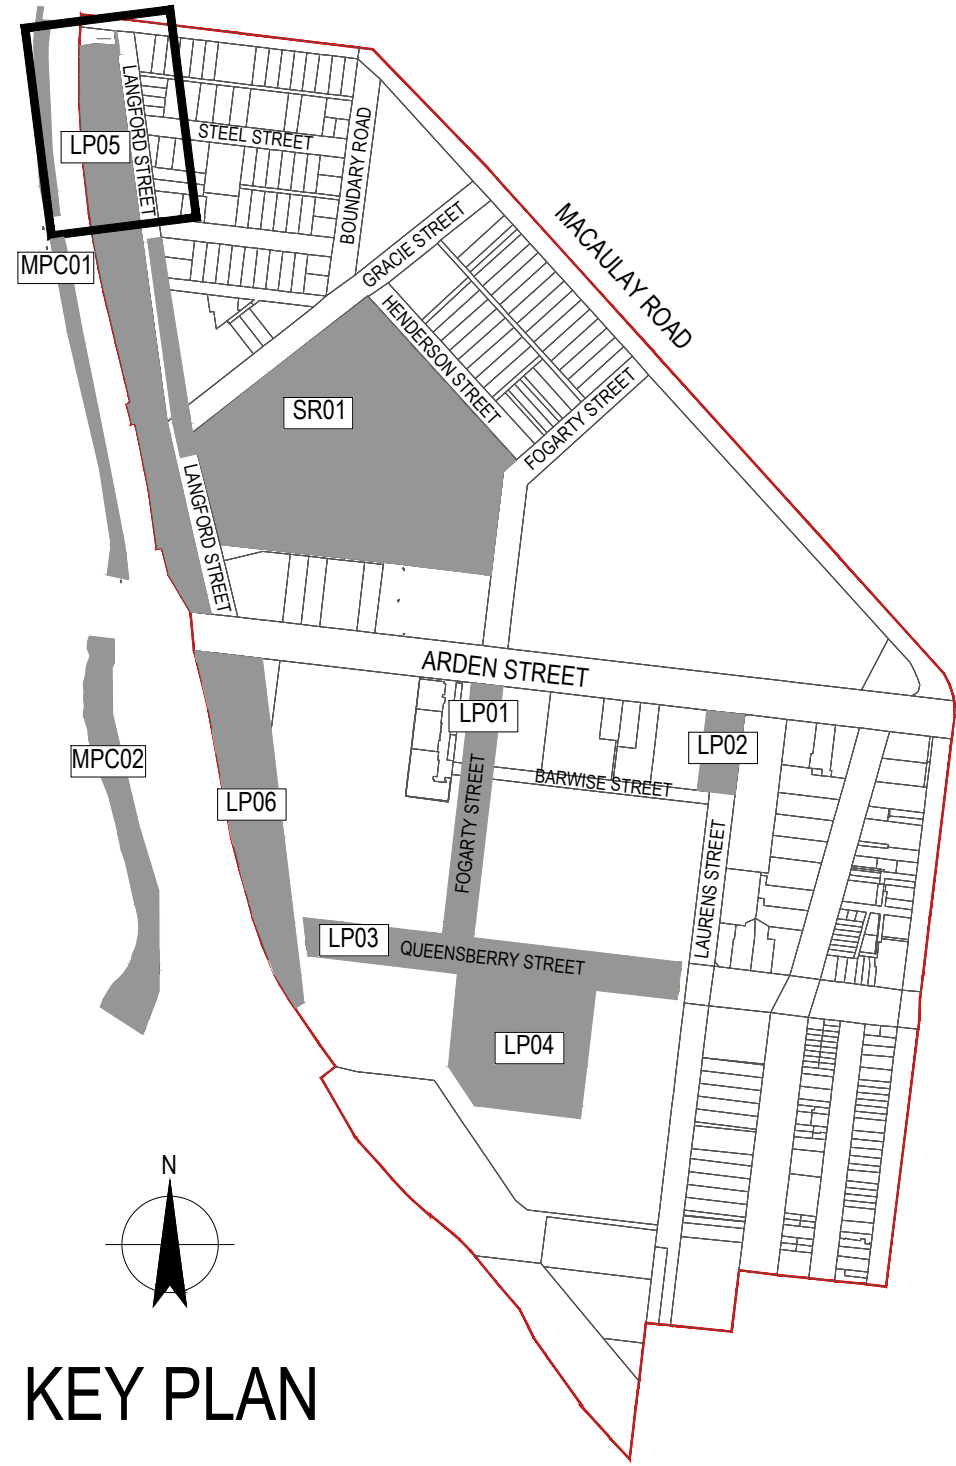 LANGFORD STREET
LP05
STEEL STREET
BOUNDARY ROAD
MPC01
GRACIE STREET
MACAULAY ROAD
HENDERSON STREET
SR01
FOGARTY STREET
LANGFORD STREET
ARDEN STREET
LP01
LP02
MPC02
BARWISE STREET
LP06
FOGARTY STREET
LAURENS STREET
LP03
QUEENSBERRY STREET
LP04
N
KEY PLAN